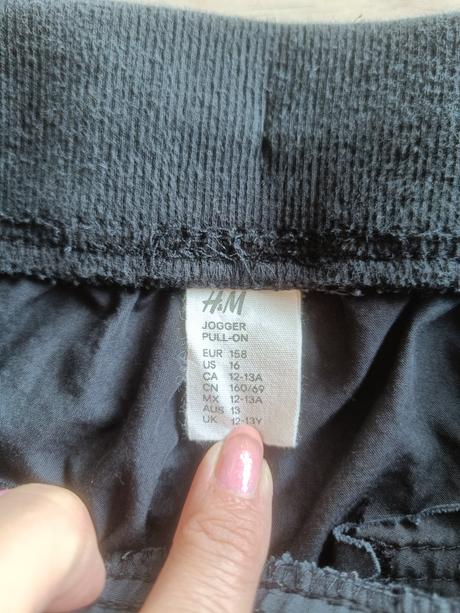 H&M
JOGGER
PULL-ON
EUR 158
US 16
CA 12-13A
CN 160/69
MX 12-13A
AUS 13
UK 12-13Y